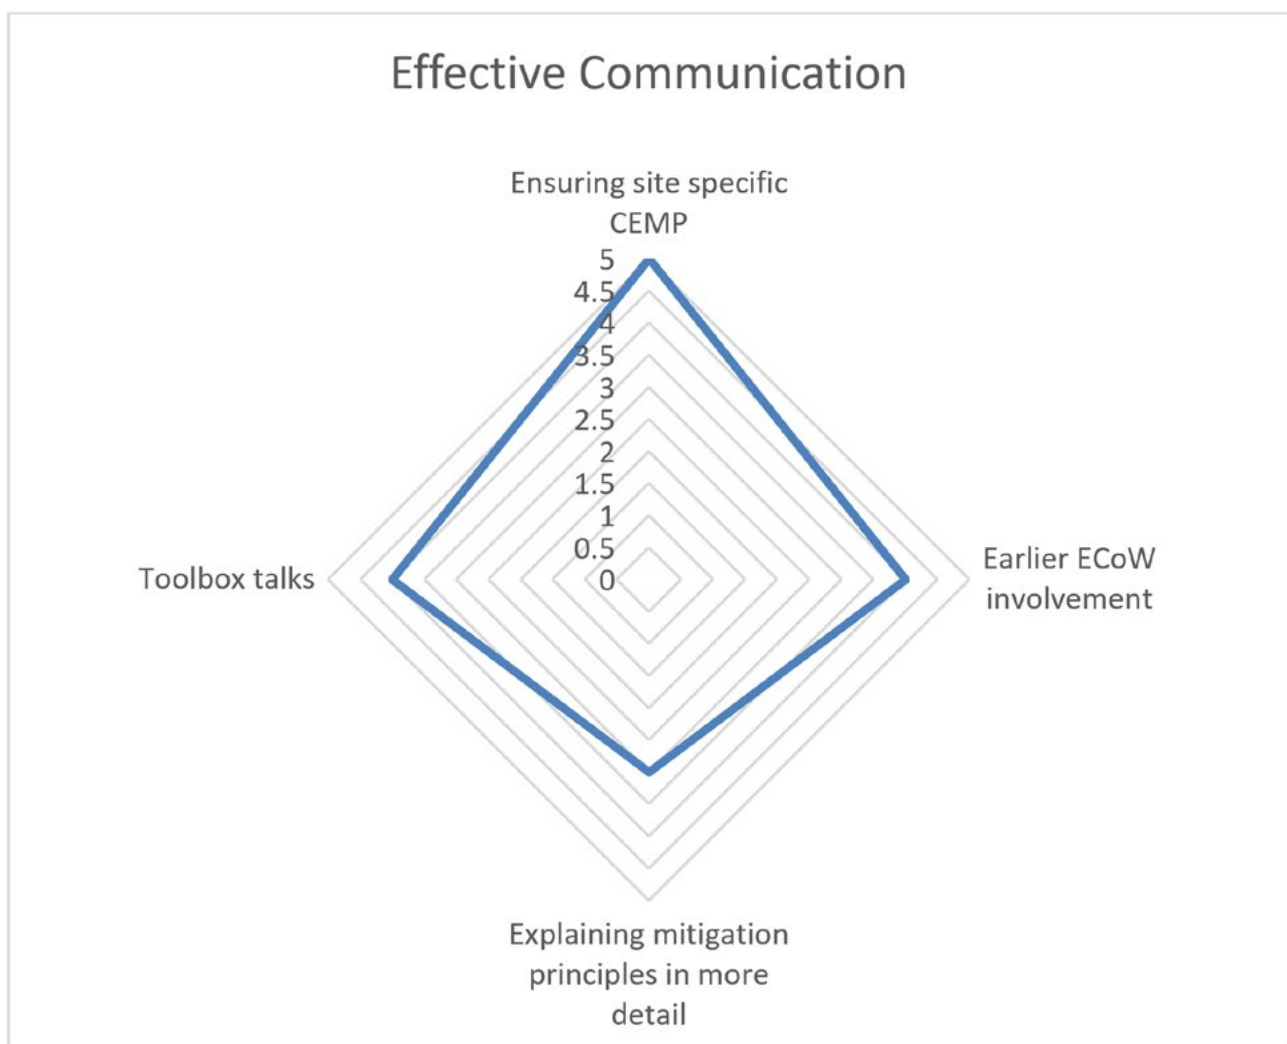 Effective Communication
Ensuring site specific
CEMP
5
4.5
4
3.5
3
2.5
2
1.5
1
0.5
0
Toolbox talks
Earlier ECoW
involvement
Explaining mitigation
principles in more
detail